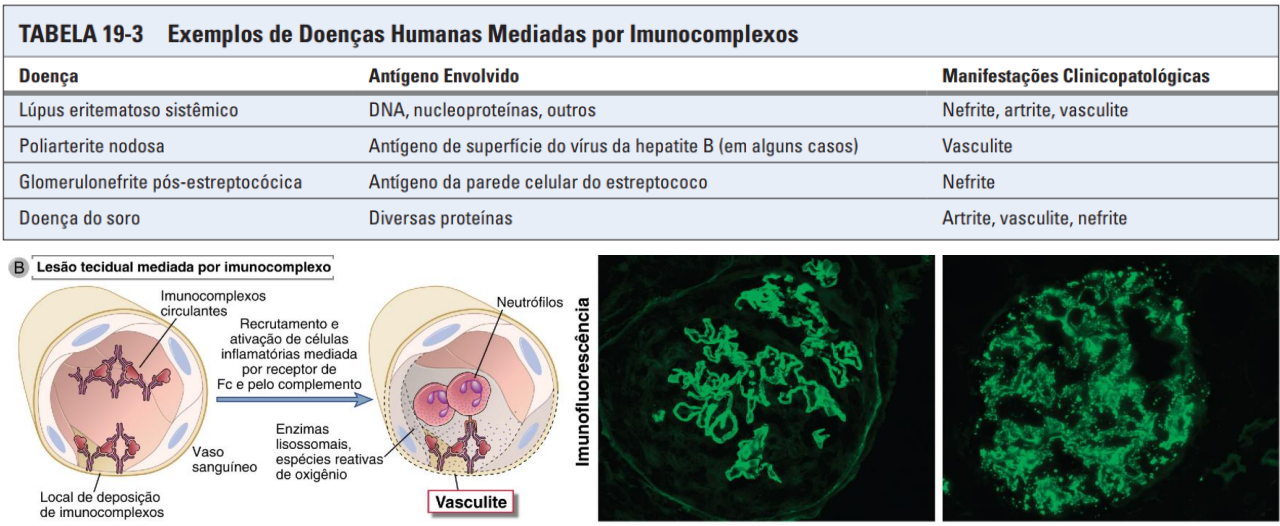 TABELA 19-3 Exemplos de Doenças Humanas Mediadas por Imunocomplexos
Doença Antígeno Envolvido Manifestações Clinicopatológicas
Lúpus eritematoso sistêmico DNA, nucleoproteínas, outros Nefrite, artrite, vasculite
Poliarterite nodosa Antígeno de superfície do vírus da hepatite B (em alguns casos) Vasculite
Glomerulonefrite pós-estreptocócica Antígeno da parede celular do estreptococo Nefrite
Doença do soro Diversas proteínas Artrite, vasculite, nefrite
B Lesão tecidual mediada por imunocomplexo
Imunocomplexos
circulantes
Recrutamento e
ativação de células
inflamatórias mediada
por receptor de
Fc e pelo complemento
Neutrófilos
Enzimas
lisossomais,
espécies reativas
de oxigênio
Vaso
sanguíneo
Local de deposição
de imunocomplexos
Vasculite
Imunofluorescência